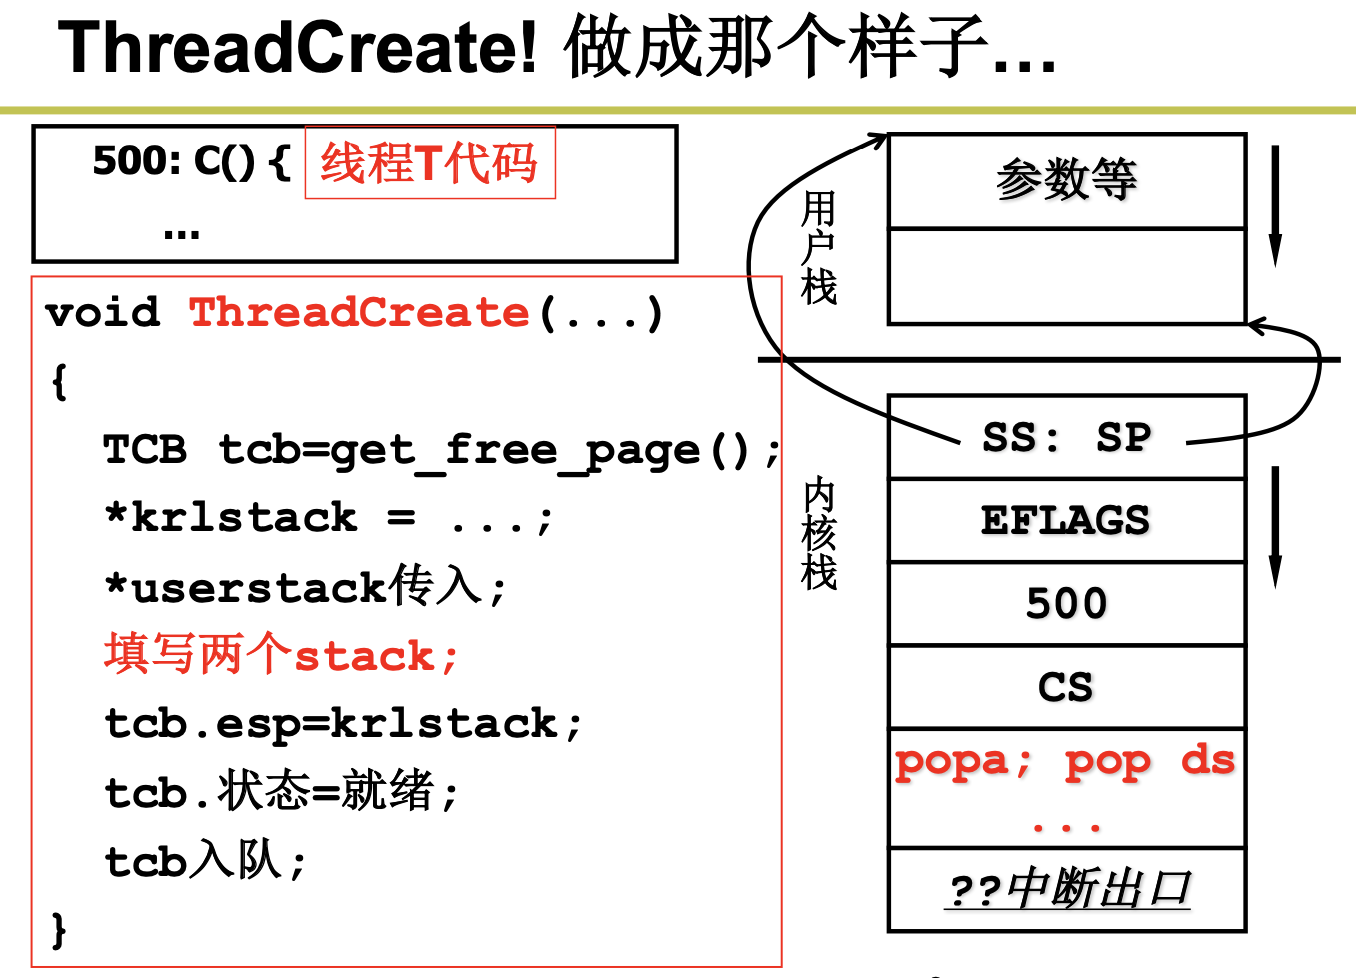 ThreadCreate! 做成那个样子...
500: C() { 线程T代码
...
void ThreadCreate(...)
{
TCB tcb=get_free_page();
*krlstack = ...;
*userstack传入;
填写两个stack;
tcb.esp=krlstack;
tcb.状态=就绪;
tcb入队;
}
用户栈
参数等
内核栈
SS: SP
EFLAGS
500
CS
popa; pop ds
...
??中断出口